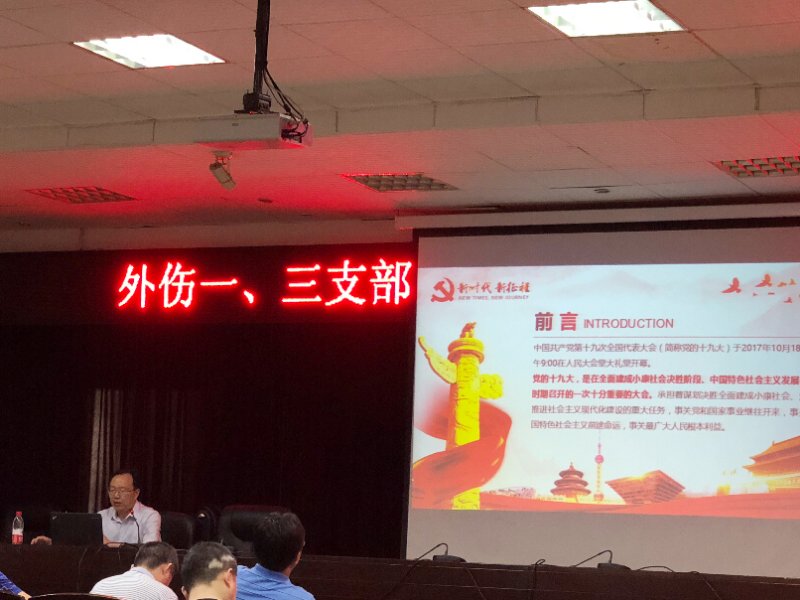 外伤一、三支部
新时代 新征程
NEW TIMES, NEW JOURNEY
前言 INTRODUCTION
中国共产党第十九次全国代表大会（简称党的十九大）于2017年10月18
午9:00在人民大会堂大礼堂开幕。
党的十九大，是在全面建成小康社会决胜阶段、中国特色社会主义发展
时期召开的一次十分重要的大会。承担着谋划决胜全面建成小康社会、
推进社会主义现代化建设的重大任务，事关党和国家事业继往开来，事
国特色社会主义前途命运，事关最广大人民根本利益。